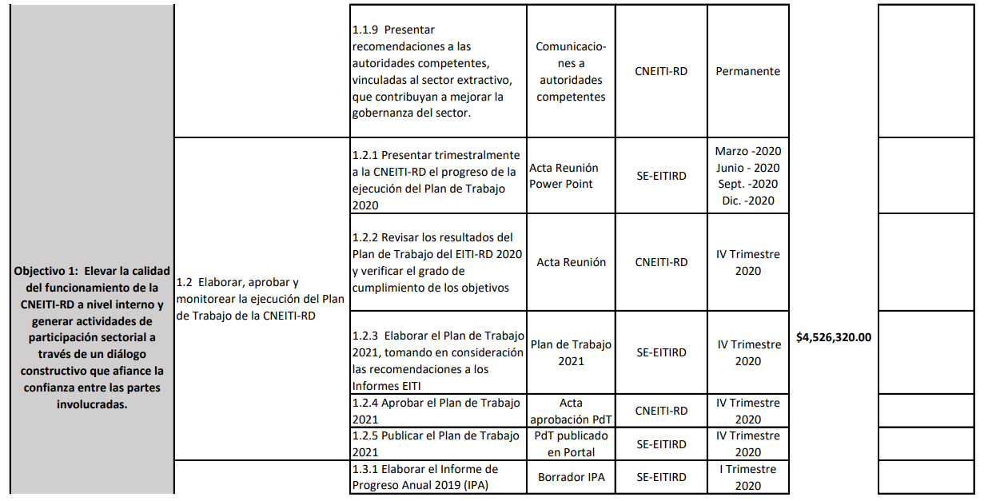 1.1.9 Presentar
recomendaciones a las
autoridades competentes,
vinculadas al sector extractivo,
que contribuyan a mejorar la
gobernanza del sector.
Comunicacio-
nes a
autoridades
competentes
CNEITI-RD
Permanente
Objectivo 1: Elevar la calidad
del funcionamiento de la
CNEITI-RD a nivel interno y
generar actividades de
participación sectorial a
través de un diálogo
constructivo que afiance la
confianza entre las partes
involucradas.
1.2 Elaborar, aprobar y
monitorear la ejecución del Plan
de Trabajo de la CNEITI-RD
1.2.1 Presentar trimestralmente
a la CNEITI-RD el progreso de la
ejecución del Plan de Trabajo
2020
Acta Reunión
Power Point
SE-EITIRD
Marzo -2020
Junio - 2020
Sept. -2020
Dic. -2020
1.2.2 Revisar los resultados del
Plan de Trabajo del EITI-RD 2020
y verificar el grado de
cumplimiento de los objetivos
Acta Reunión
CNEITI-RD
IV Trimestre
2020
1.2.3 Elaborar el Plan de Trabajo
2021, tomando en consideración
las recomendaciones a los
Informes EITI
Plan de Trabajo
2021
SE-EITIRD
IV Trimestre
2020
$4,526,320.00
1.2.4 Aprobar el Plan de Trabajo
2021
Acta
aprobación PdT
CNEITI-RD
IV Trimestre
2020
1.2.5 Publicar el Plan de Trabajo
2021
PdT publicado
en Portal
SE-EITIRD
IV Trimestre
2020
1.3.1 Elaborar el Informe de
Progreso Anual 2019 (IPA)
Borrador IPA
SE-EITIRD
I Trimestre
2020